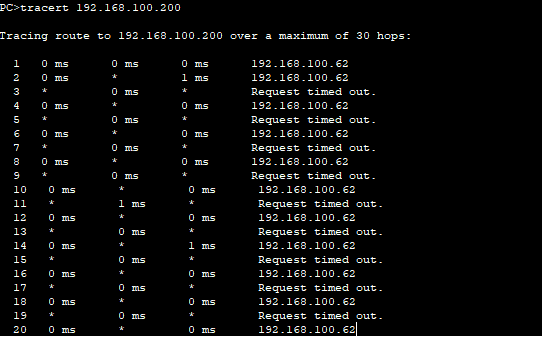 PC>tracert 192.168.100.200
Tracing route to 192.168.100.200 over a maximum of 30 hops:
1 0 ms 0 ms 0 ms 192.168.100.62
2 0 ms * 1 ms 192.168.100.62
3 * 0 ms * Request timed out.
4 0 ms * 0 ms 192.168.100.62
5 * 0 ms * Request timed out.
6 0 ms * 0 ms 192.168.100.62
7 * 0 ms * Request timed out.
8 0 ms * 0 ms 192.168.100.62
9 * 0 ms * Request timed out.
10 0 ms * 0 ms 192.168.100.62
11 * 1 ms * Request timed out.
12 0 ms * 0 ms 192.168.100.62
13 * 0 ms * Request timed out.
14 0 ms * 1 ms 192.168.100.62
15 * 0 ms * Request timed out.
16 0 ms * 0 ms 192.168.100.62
17 * 0 ms * Request timed out.
18 0 ms * 0 ms 192.168.100.62
19 * 0 ms * Request timed out.
20 0 ms * 0 ms 192.168.100.62